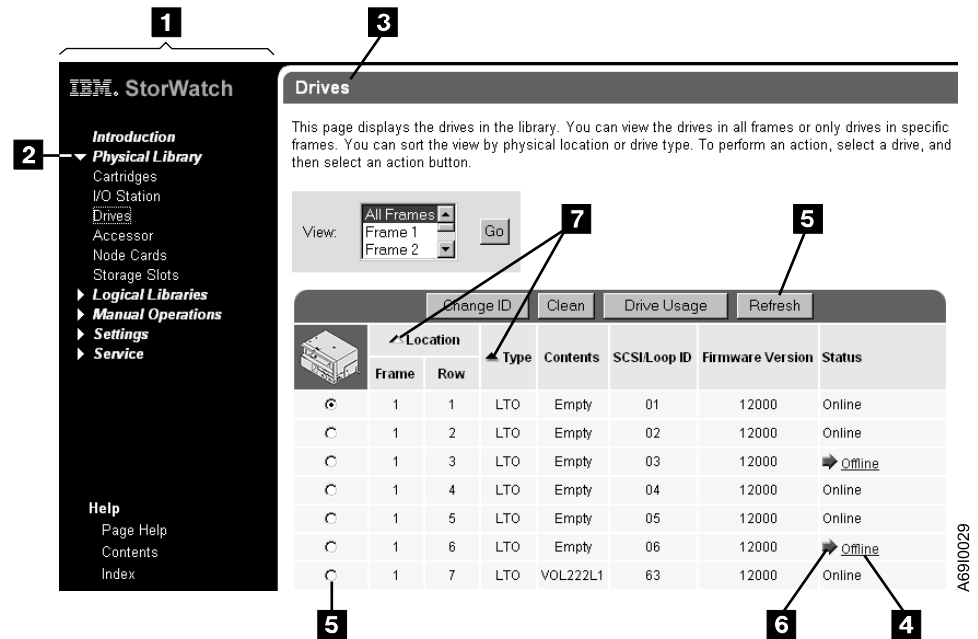 1
3
IBM. StorWatch
Drives
Introduction
2
Physical Library
Cartridges
I/O Station
Drives
Accessor
Node Cards
Storage Slots
Logical Libraries
Manual Operations
Settings
Service
Help
Page Help
Contents
Index
This page displays the drives in the library. You can view the drives in all frames or only drives in specific
frames. You can sort the view by physical location or drive type. To perform an action, select a drive, and
then select an action button.
View:
All Frames
Frame 1
Frame 2
Go
7
5
Change ID Clean Drive Usage Refresh
Location Type Contents SCSI/Loop ID Firmware Version Status
Frame Row
1 1 LTO Empty 01 12000 Online
1 2 LTO Empty 02 12000 Online
1 3 LTO Empty 03 12000 Offline
1 4 LTO Empty 04 12000 Online
1 5 LTO Empty 05 12000 Online
1 6 LTO Empty 06 12000 Offline
1 7 LTO VOL222L1 63 12000 Online
5
6
4
A69I0029